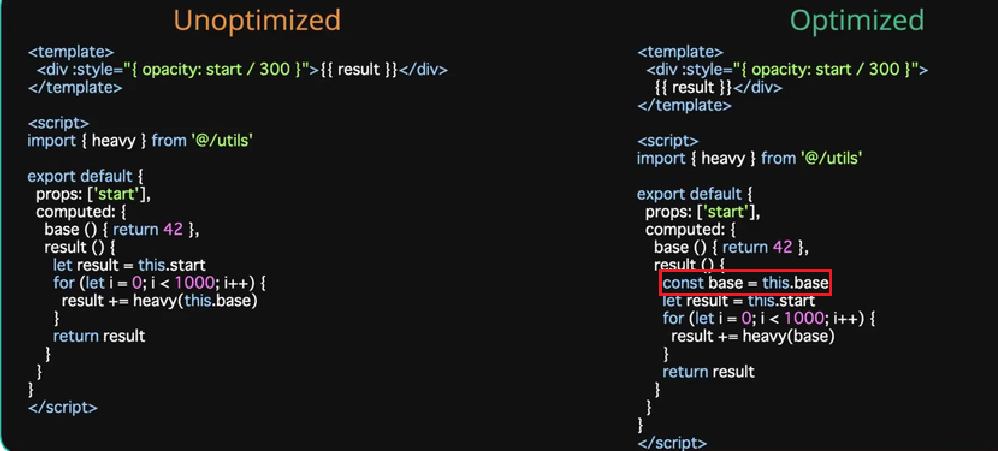 Unoptimized
<template>
  <div :style="{ opacity: start / 300 }">{{ result }}</div>
</template>

<script>
import { heavy } from '@/utils'

export default {
  props: ['start'],
  computed: {
    base () { return 42 },
    result () {
      let result = this.start
      for (let i = 0; i < 1000; i++) {
        result += heavy(this.base)
      }
      return result
    }
  }
}
</script>
Optimized
<template>
  <div :style="{ opacity: start / 300 }">
    {{ result }}</div>
</template>

<script>
import { heavy } from '@/utils'

export default {
  props: ['start'],
  computed: {
    base () { return 42 },
    result () {
      const base = this.base
      let result = this.start
      for (let i = 0; i < 1000; i++) {
        result += heavy(base)
      }
      return result
    }
  }
}
</script>